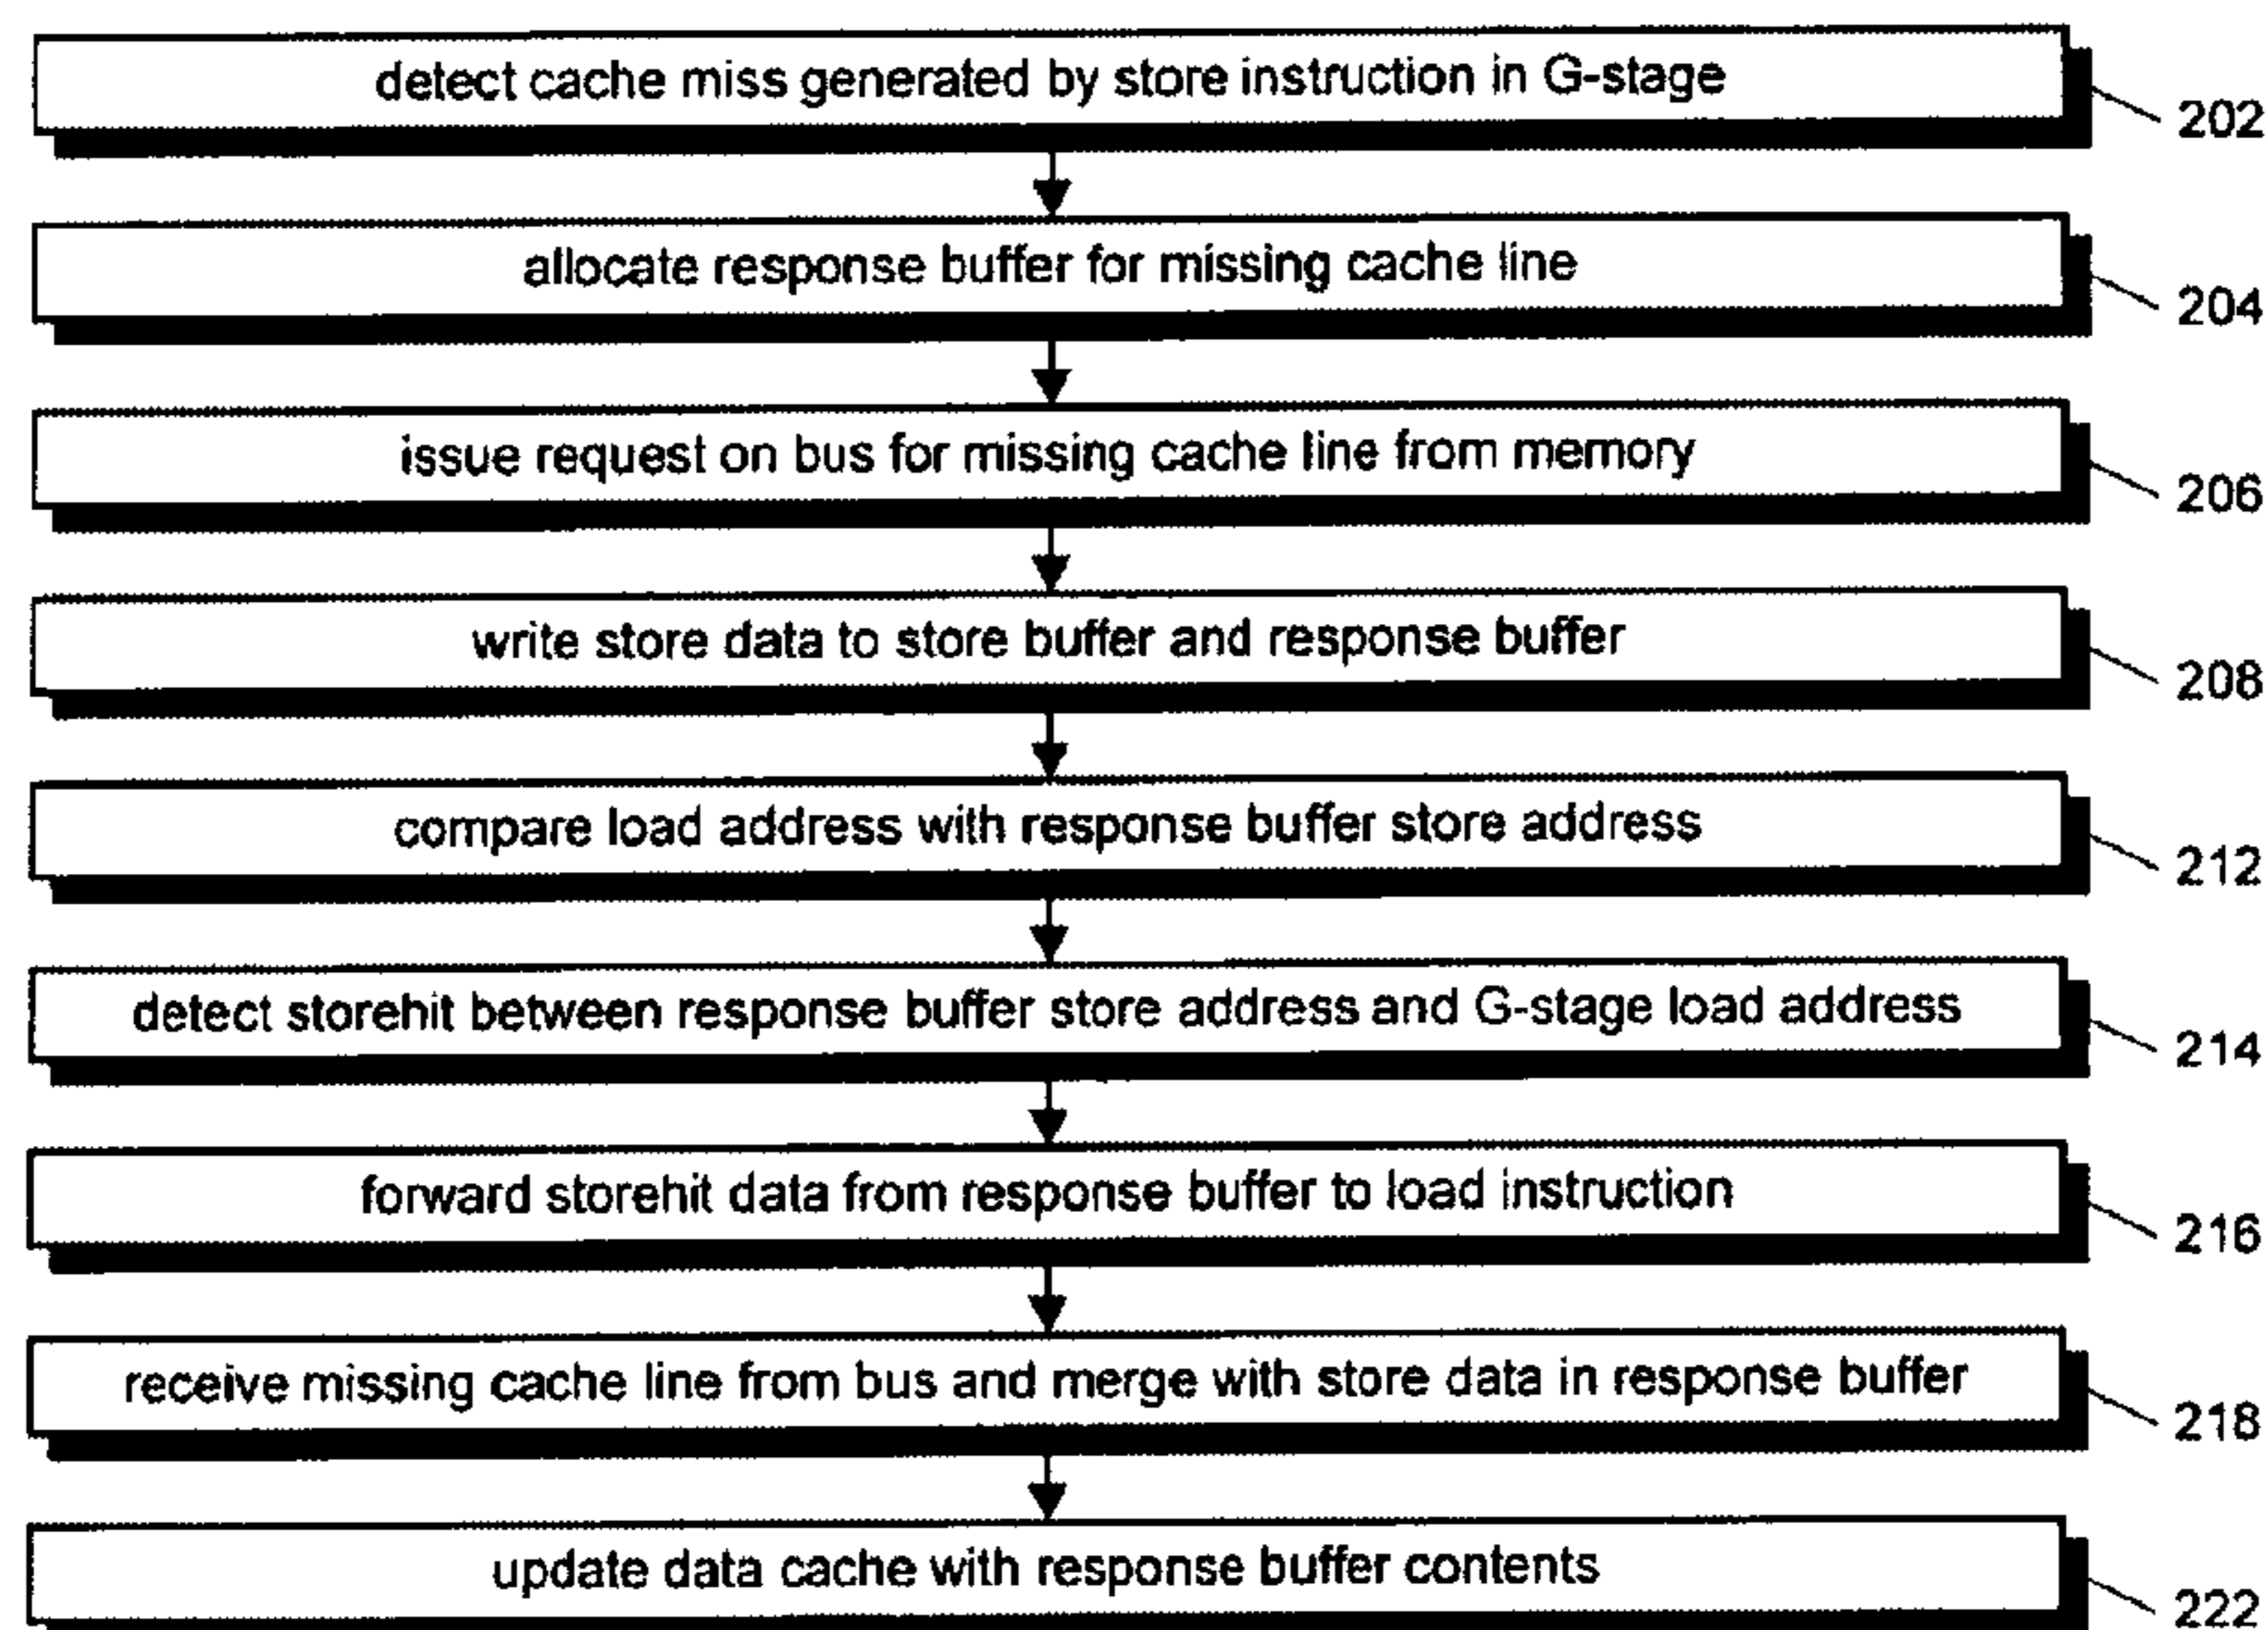 detect cache miss generated by store instruction in G-stage
202
allocate response buffer for missing cache line
204
issue request on bus for missing cache line from memory
206
write store data to store buffer and response buffer
208
compare load address with response buffer store address
212
detect storehit between response buffer store address and G-stage load address
214
forward storehit data from response buffer to load instruction
216
receive missing cache line from bus and merge with store data in response buffer
218
update data cache with response buffer contents
222